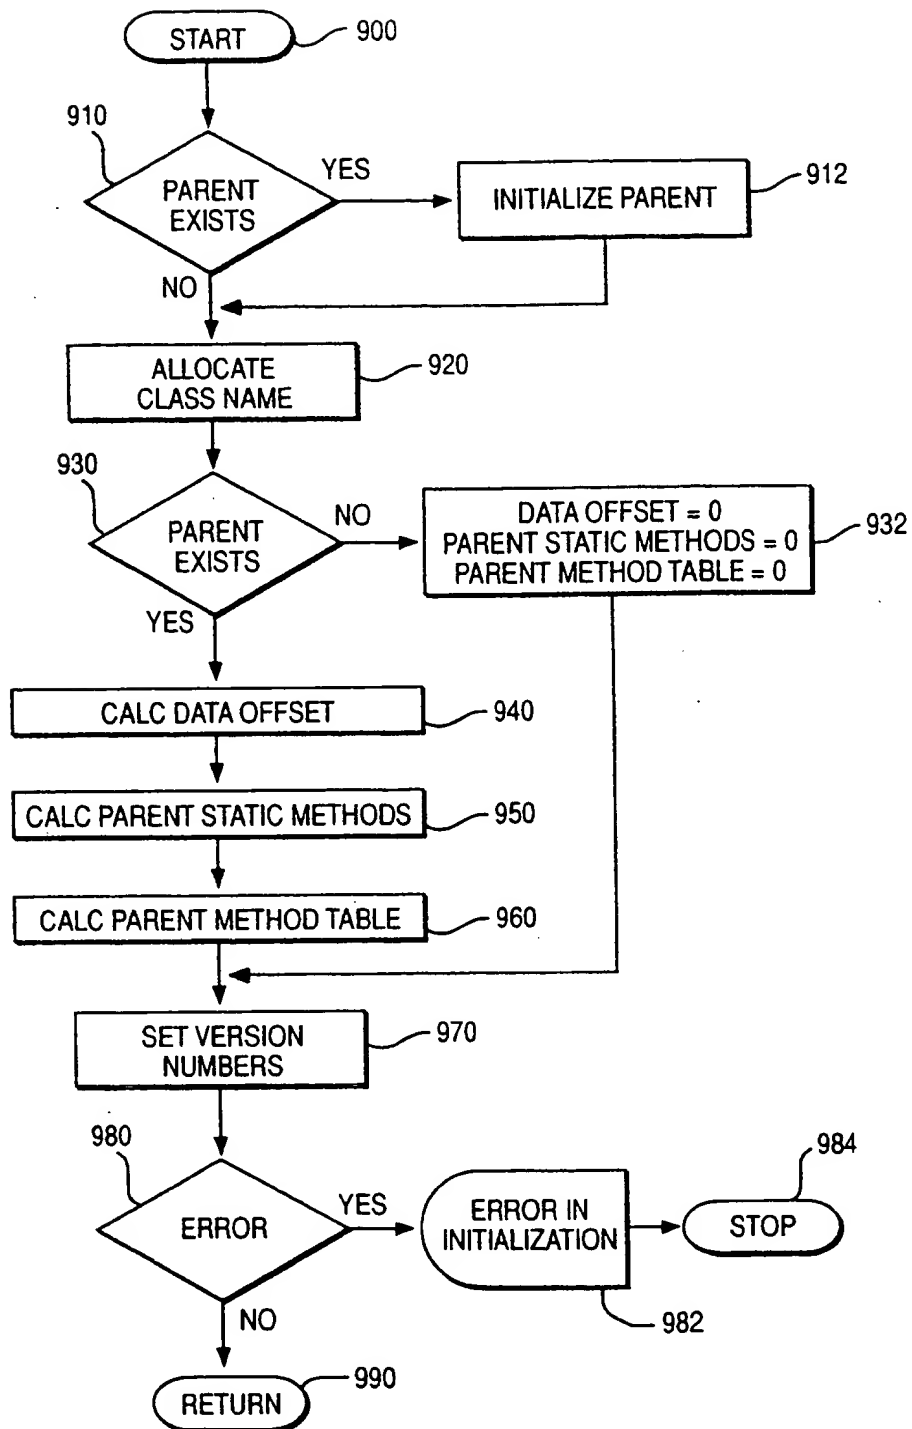 START
900
910
PARENT
EXISTS
YES
INITIALIZE PARENT
912
NO
ALLOCATE
CLASS NAME
920
930
PARENT
EXISTS
NO
DATA OFFSET = 0
PARENT STATIC METHODS = 0
PARENT METHOD TABLE = 0
932
YES
CALC DATA OFFSET
940
CALC PARENT STATIC METHODS
950
CALC PARENT METHOD TABLE
960
SET VERSION
NUMBERS
970
980
ERROR
YES
ERROR IN
INITIALIZATION
982
984
STOP
NO
RETURN
990